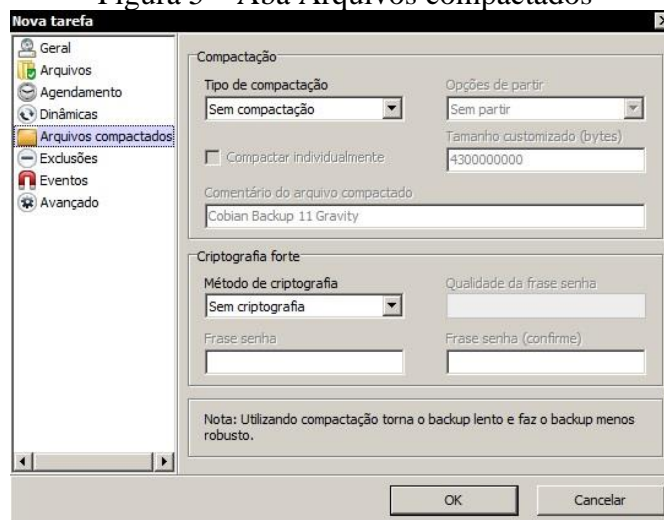 Figura 5 – Aba Arquivos compactados
Nova tarefa
Geral
Arquivos
Agendamento
Dinâmicas
Arquivos compactados
Exclusões
Eventos
Avançado
Compactação
Tipo de compactação
Opções de partir
Sem compactação
Sem partir
Compactar individualmente
Tamanho customizado (bytes)
4300000000
Comentário do arquivo compactado
Cobian Backup 11 Gravity
Criptografia forte
Método de criptografia
Qualidade da frase senha
Sem criptografia
Frase senha
Frase senha (confirme)
Nota: Utilizando compactação torna o backup lento e faz o backup menos
robusto.
OK
Cancelar